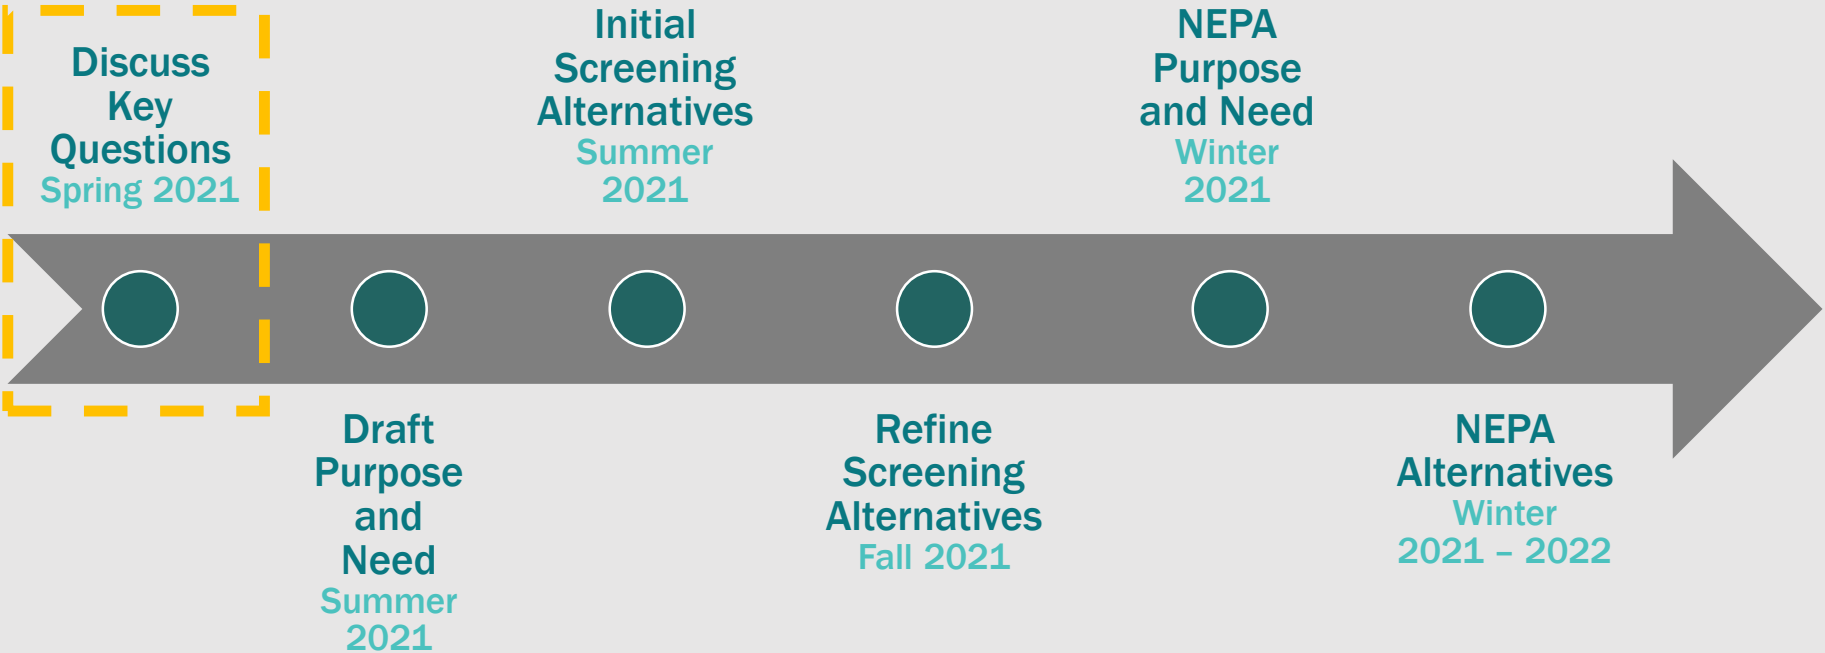 Discuss
Key
Questions
Spring 2021
Draft
Purpose
and
Need
Summer
2021
Initial
Screening
Alternatives
Summer
2021
Refine
Screening
Alternatives
Fall 2021
NEPA
Purpose
and Need
Winter
2021
NEPA
Alternatives
Winter
2021 – 2022